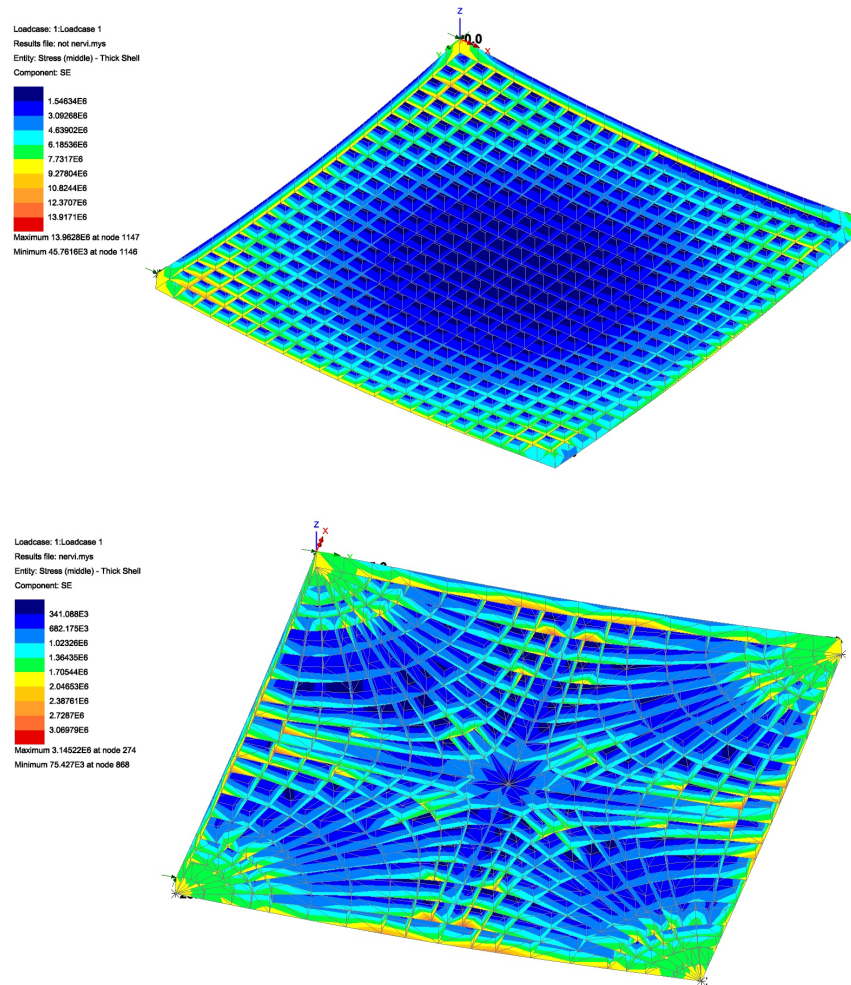 Loadcase: 1:Loadcase 1
Results file: not nervi.mys
Entity: Stress (middle) - Thick Shell
Component: SE
1.54634E6
3.09268E6
4.63902E6
6.18536E6
7.7317E6
9.27804E6
10.8244E6
12.3707E6
13.9171E6
Maximum 13.9628E6 at node 1147
Minimum 45.7616E3 at node 1146
Z
X
Y
Loadcase: 1:Loadcase 1
Results file: nervi.mys
Entity: Stress (middle) - Thick Shell
Component: SE
341.088E3
682.175E3
1.02326E6
1.36435E6
1.70544E6
2.04653E6
2.38761E6
2.7287E6
3.06979E6
Maximum 3.14522E6 at node 274
Minimum 75.427E3 at node 868
Z
X
Y